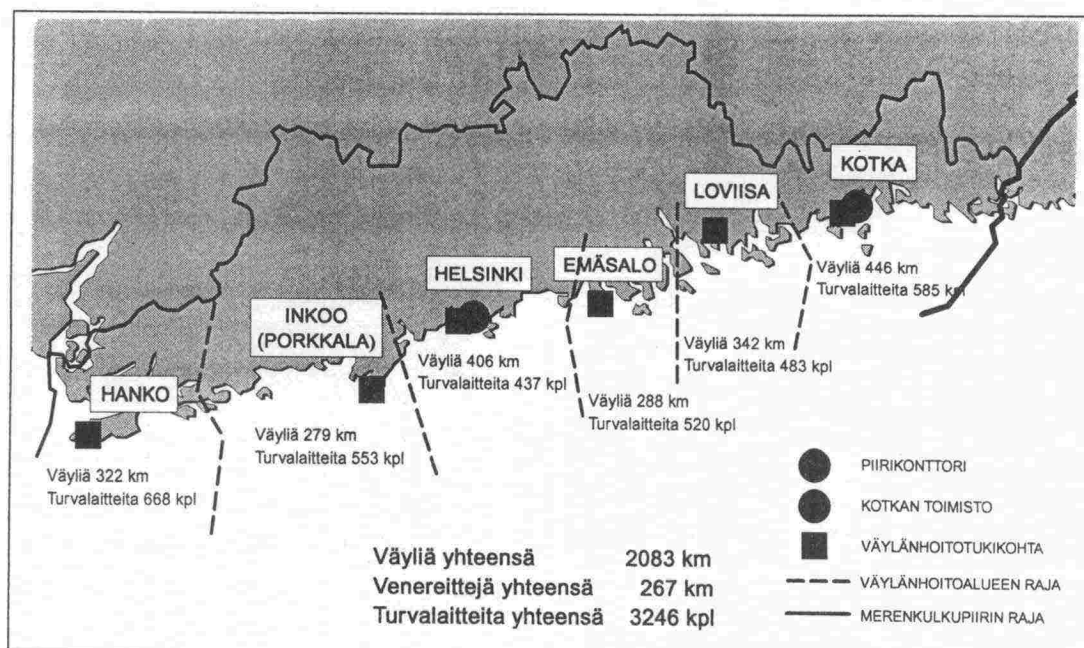 KOTKA
LOVIISA
Väyliä 446 km
Turvalaitteita 585 km
EMÄSALO
HELSINKI
INKOO
(PORKKALA)
Väyliä 342 km
Turvalaitteita 483 kpl
Väyliä 406 km
Turvalaitteita 437 kpl
HANKO
Väyliä 288 km
Turvalaitteita 520 kpl
Väyliä 279 km
Turvalaitteita 553 kpl
Väyliä 322 km
Turvalaitteita 668 kpl
PIIRIKONTTORI
KOTKAN TOIMISTO
VÄYLÄNHOITOTUKIKOHTA
VÄYLÄNHOITOALUEEN RAJA
MERENKULKUPIIRIN RAJA
Väyliä yhteensä 2083 km
Venereittejä yhteensä 267 km
Turvalaitteita yhteensä 3246 kpl